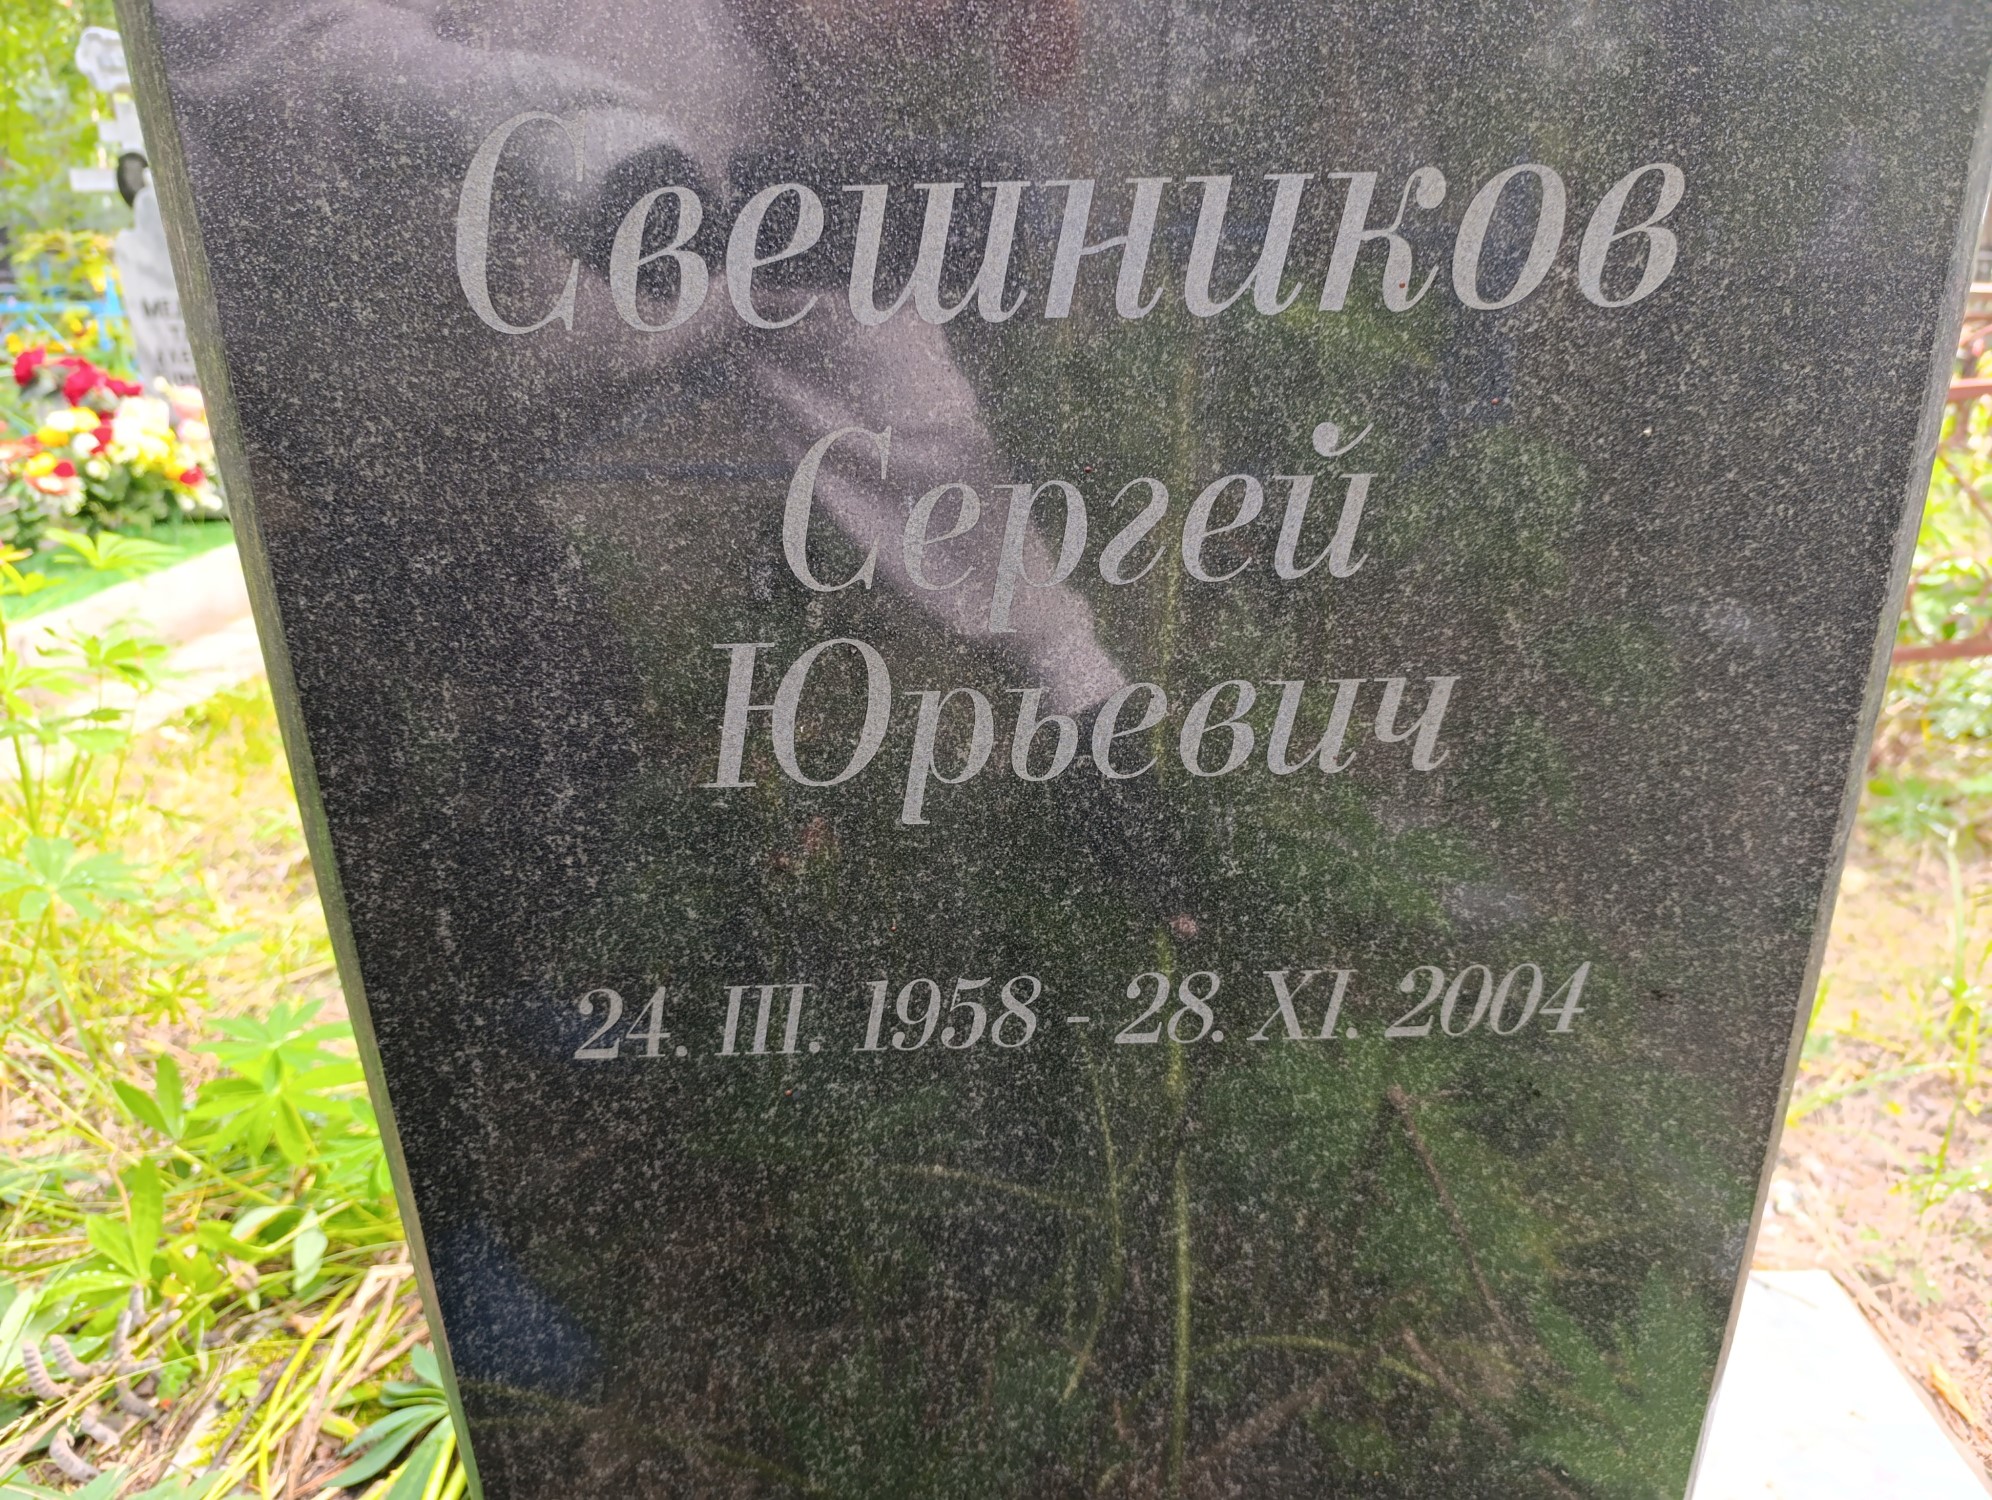 Свешников
Сергей
Юрьевич
24. III. 1958 - 28. XI. 2004